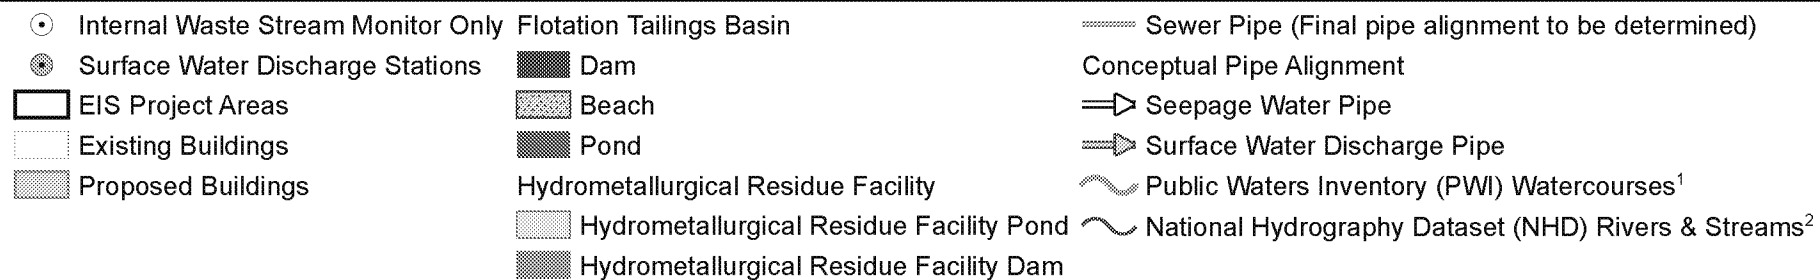 Internal Waste Stream Monitor Only
Surface Water Discharge Stations
EIS Project Areas
Existing Buildings
Proposed Buildings
Flotation Tailings Basin
Dam
Beach
Pond
Hydrometallurgical Residue Facility
Hydrometallurgical Residue Facility Pond
Hydrometallurgical Residue Facility Dam
Sewer Pipe (Final pipe alignment to be determined)
Conceptual Pipe Alignment
Seepage Water Pipe
Surface Water Discharge Pipe
Public Waters Inventory (PWI) Watercourses¹
National Hydrography Dataset (NHD) Rivers & Streams²